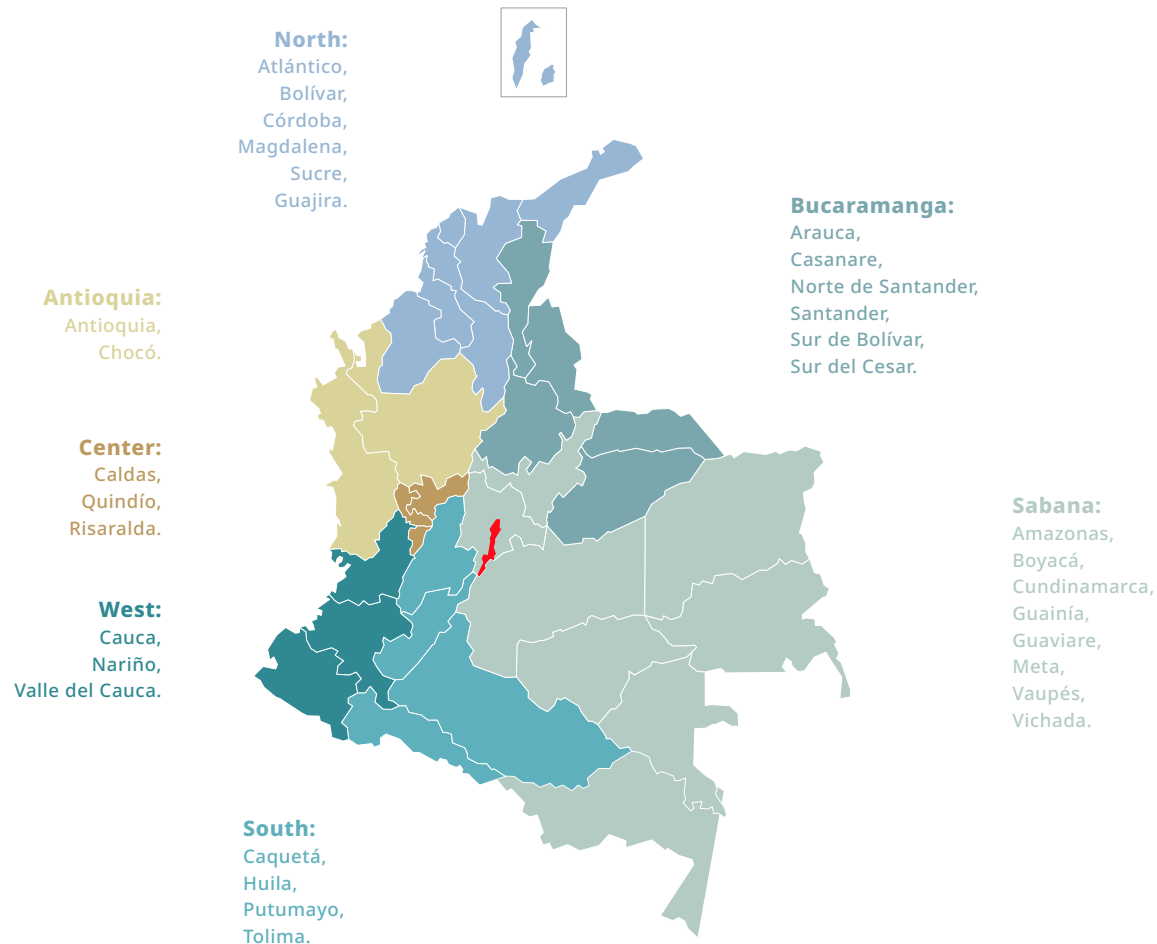 North:
Atlántico,
Bolívar,
Córdoba,
Magdalena,
Sucre,
Guajira.
Bucaramanga:
Arauca,
Casanare,
Norte de Santander,
Santander,
Sur de Bolívar,
Sur del Cesar.
Antioquia:
Antioquia,
Chocó.
Center:
Caldas,
Quindío,
Risaralda.
Sabana:
Amazonas,
Boyacá,
Cundinamarca,
Guainía,
Guaviare,
Meta,
Vaupés,
Vichada.
West:
Cauca,
Nariño,
Valle del Cauca.
South:
Caquetá,
Huila,
Putumayo,
Tolima.